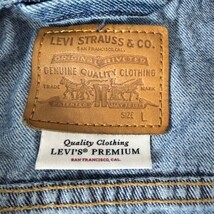 LEVI STRAUSS & CO.
SAN FRANCISCO, CAL.
ORIGINAL RIVETED
GENUINE QUALITY CLOTHING
TRADE MARK
SIZE L
Quality Clothing
LEVI'S® PREMIUM
SAN FRANCISCO, CAL.